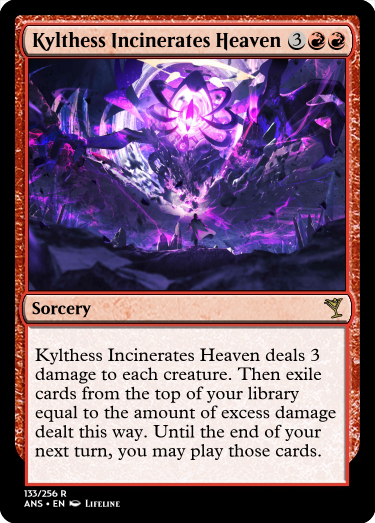 Kylthess Incinerates Heaven 3
Sorcery
Kylthess Incinerates Heaven deals 3
damage to each creature. Then exile
cards from the top of your library
equal to the amount of excess damage
dealt this way. Until the end of your
next turn, you may play those cards.
133/256 R
ANS • EN Lifeline